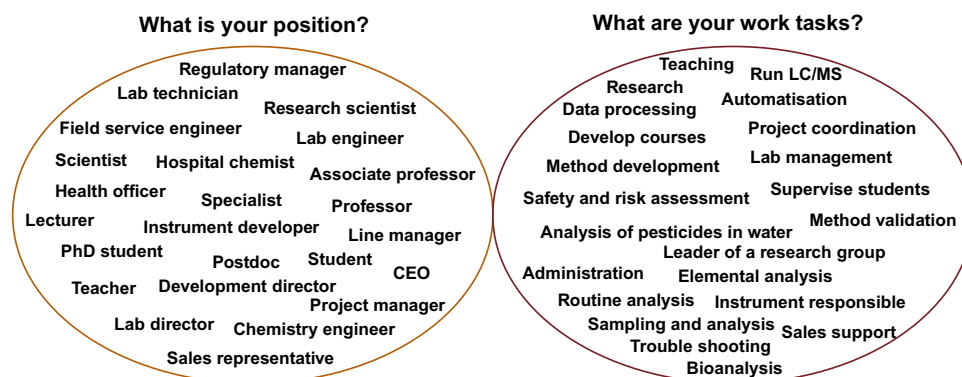 What is your position?
Regulatory manager
Lab technician
Research scientist
Field service engineer
Lab engineer
Scientist
Hospital chemist
Associate professor
Health officer
Specialist
Professor
Lecturer
Instrument developer
Line manager
PhD student
Postdoc
Student
CEO
Teacher
Development director
Project manager
Lab director
Chemistry engineer
Sales representative
What are your work tasks?
Teaching
Run LC/MS
Research
Automatisation
Data processing
Develop courses
Project coordination
Method development
Lab management
Safety and risk assessment
Supervise students
Method validation
Analysis of pesticides in water
Leader of a research group
Administration
Elemental analysis
Routine analysis
Instrument responsible
Sampling and analysis
Sales support
Trouble shooting
Bioanalysis